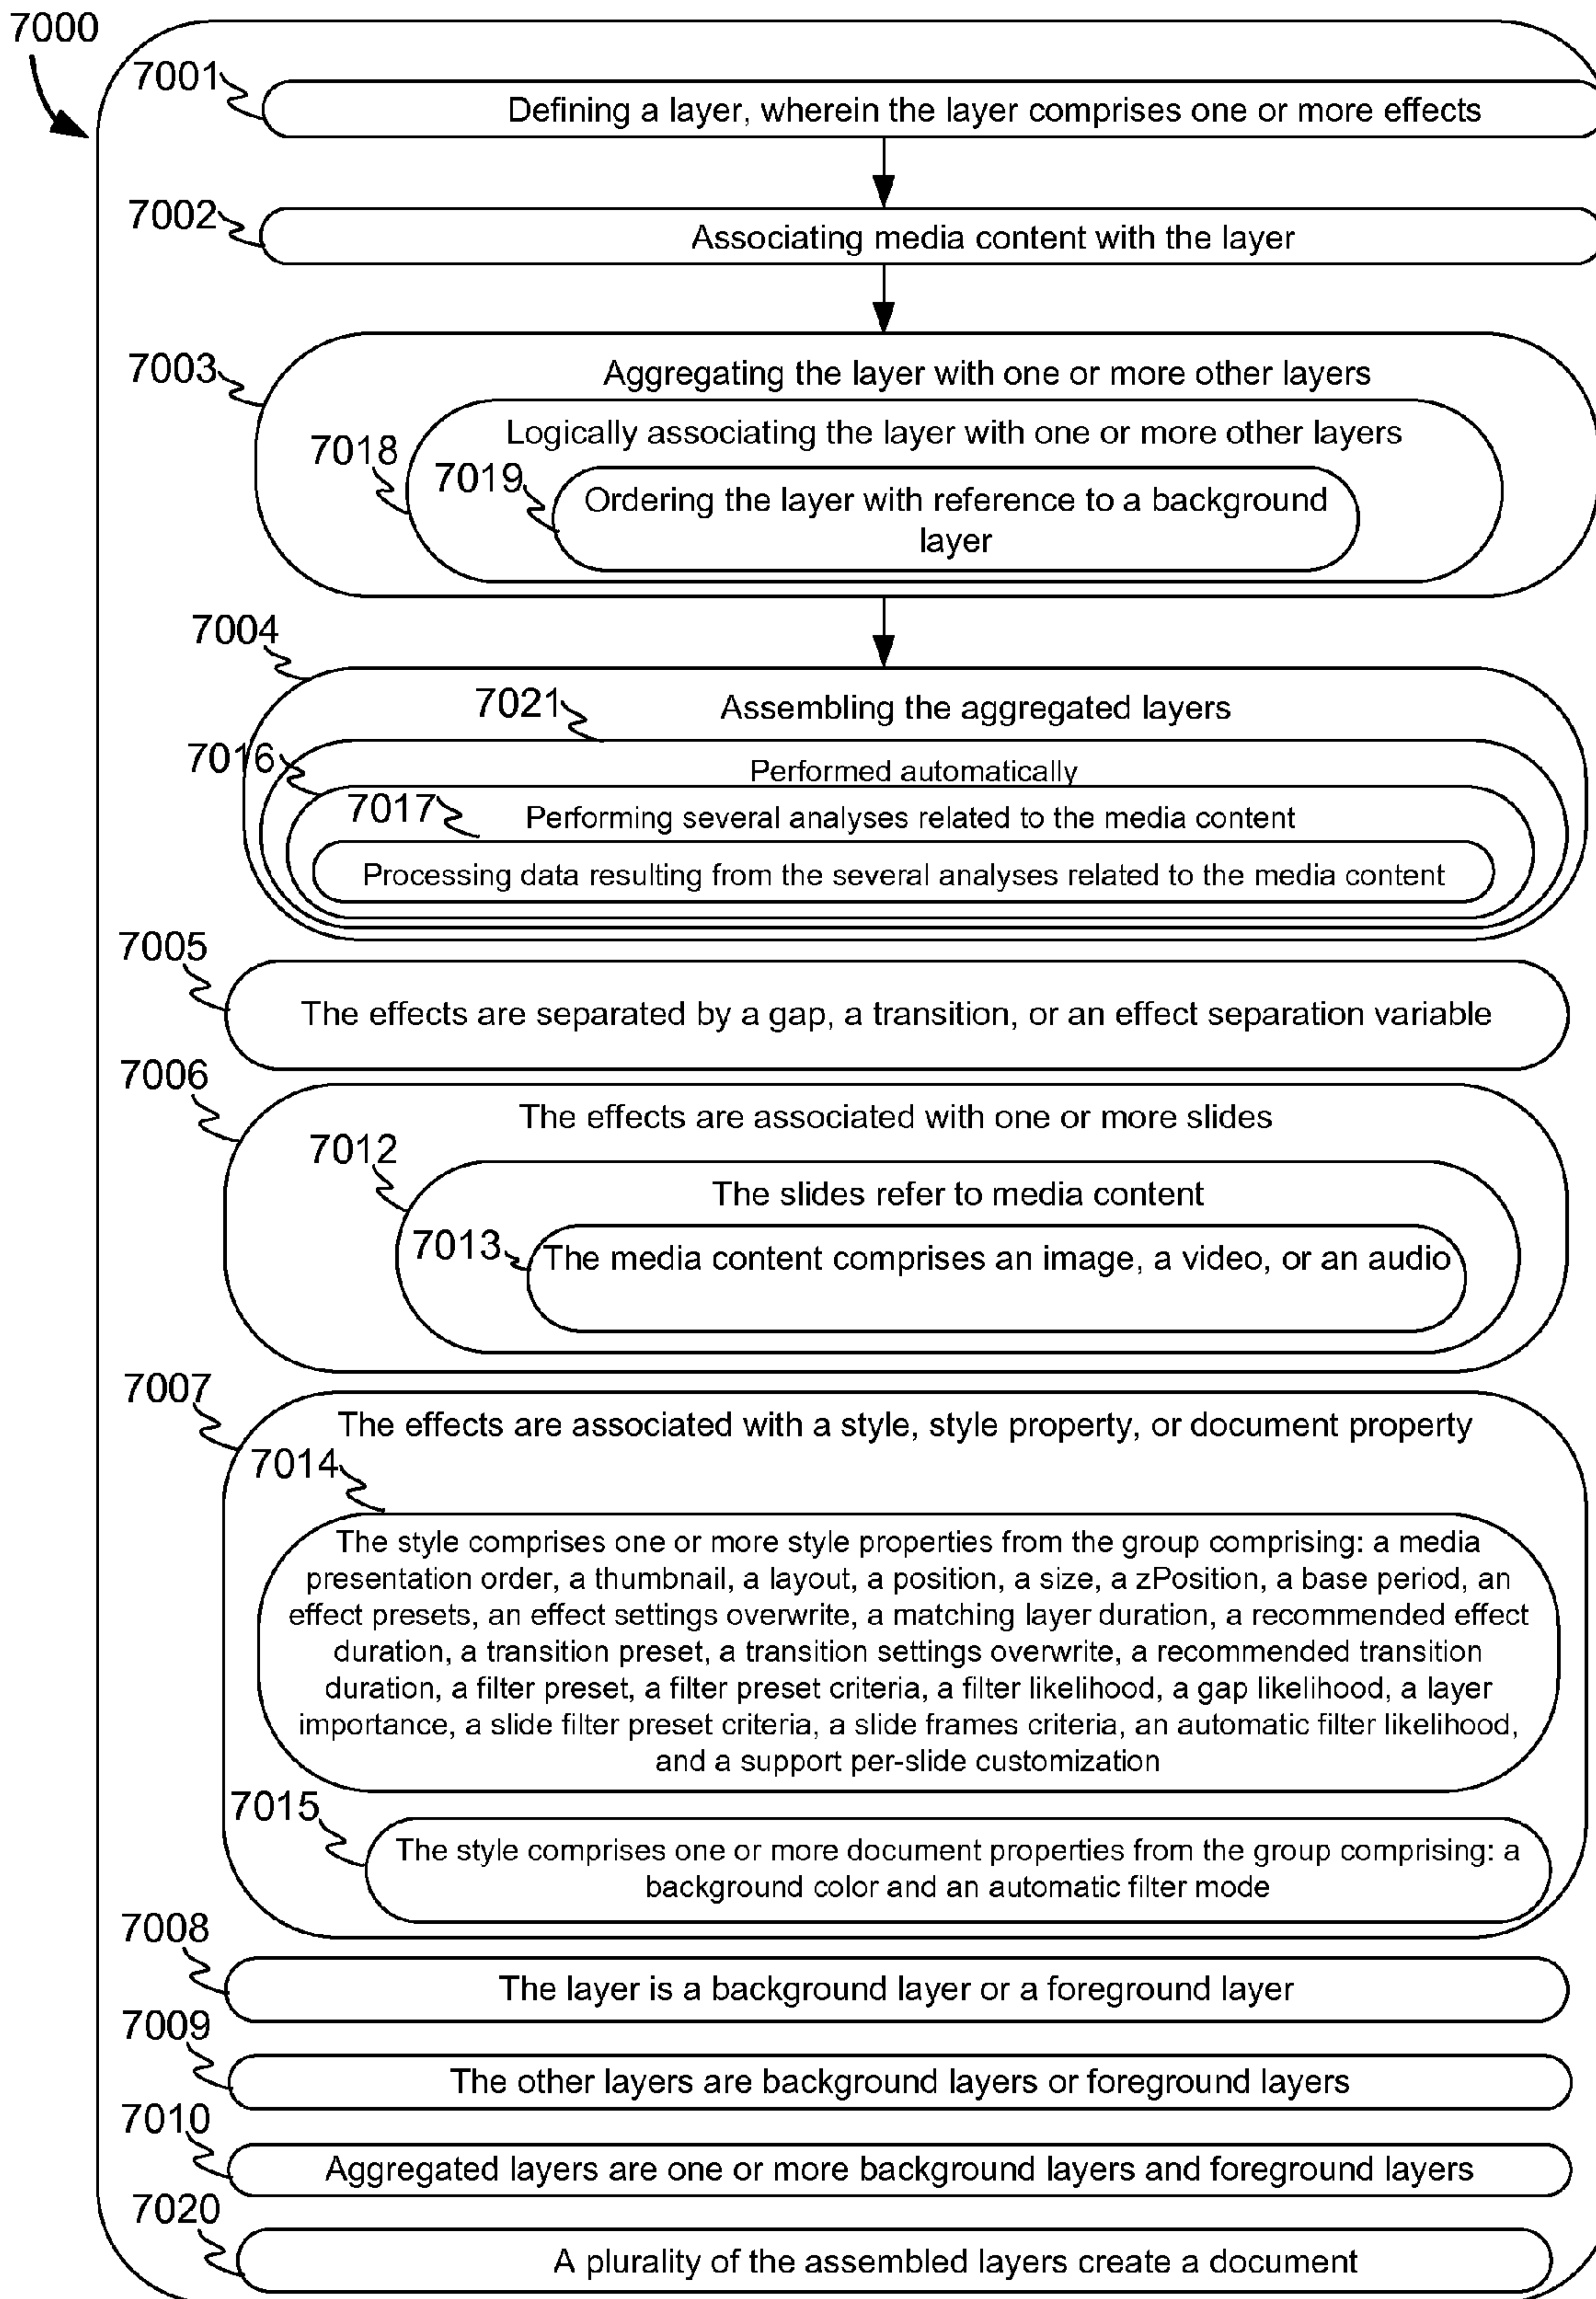 7000
7001
Defining a layer, wherein the layer comprises one or more effects
7002
Associating media content with the layer
7003
Aggregating the layer with one or more other layers
7018
Logically associating the layer with one or more other layers
7019
Ordering the layer with reference to a background
layer
7004
7021
Assembling the aggregated layers
7016
Performed automatically
7017
Performing several analyses related to the media content
Processing data resulting from the several analyses related to the media content
7005
The effects are separated by a gap, a transition, or an effect separation variable
7006
The effects are associated with one or more slides
7012
The slides refer to media content
7013
The media content comprises an image, a video, or an audio
7007
The effects are associated with a style, style property, or document property
7014
The style comprises one or more style properties from the group comprising: a media
presentation order, a thumbnail, a layout, a position, a size, a zPosition, a base period, an
effect presets, an effect settings overwrite, a matching layer duration, a recommended effect
duration, a transition preset, a transition settings overwrite, a recommended transition
duration, a filter preset, a filter preset criteria, a filter likelihood, a gap likelihood, a layer
importance, a slide filter preset criteria, a slide frames criteria, an automatic filter likelihood,
and a support per-slide customization
7015
The style comprises one or more document properties from the group comprising: a
background color and an automatic filter mode
7008
The layer is a background layer or a foreground layer
7009
The other layers are background layers or foreground layers
7010
Aggregated layers are one or more background layers and foreground layers
7020
A plurality of the assembled layers create a document